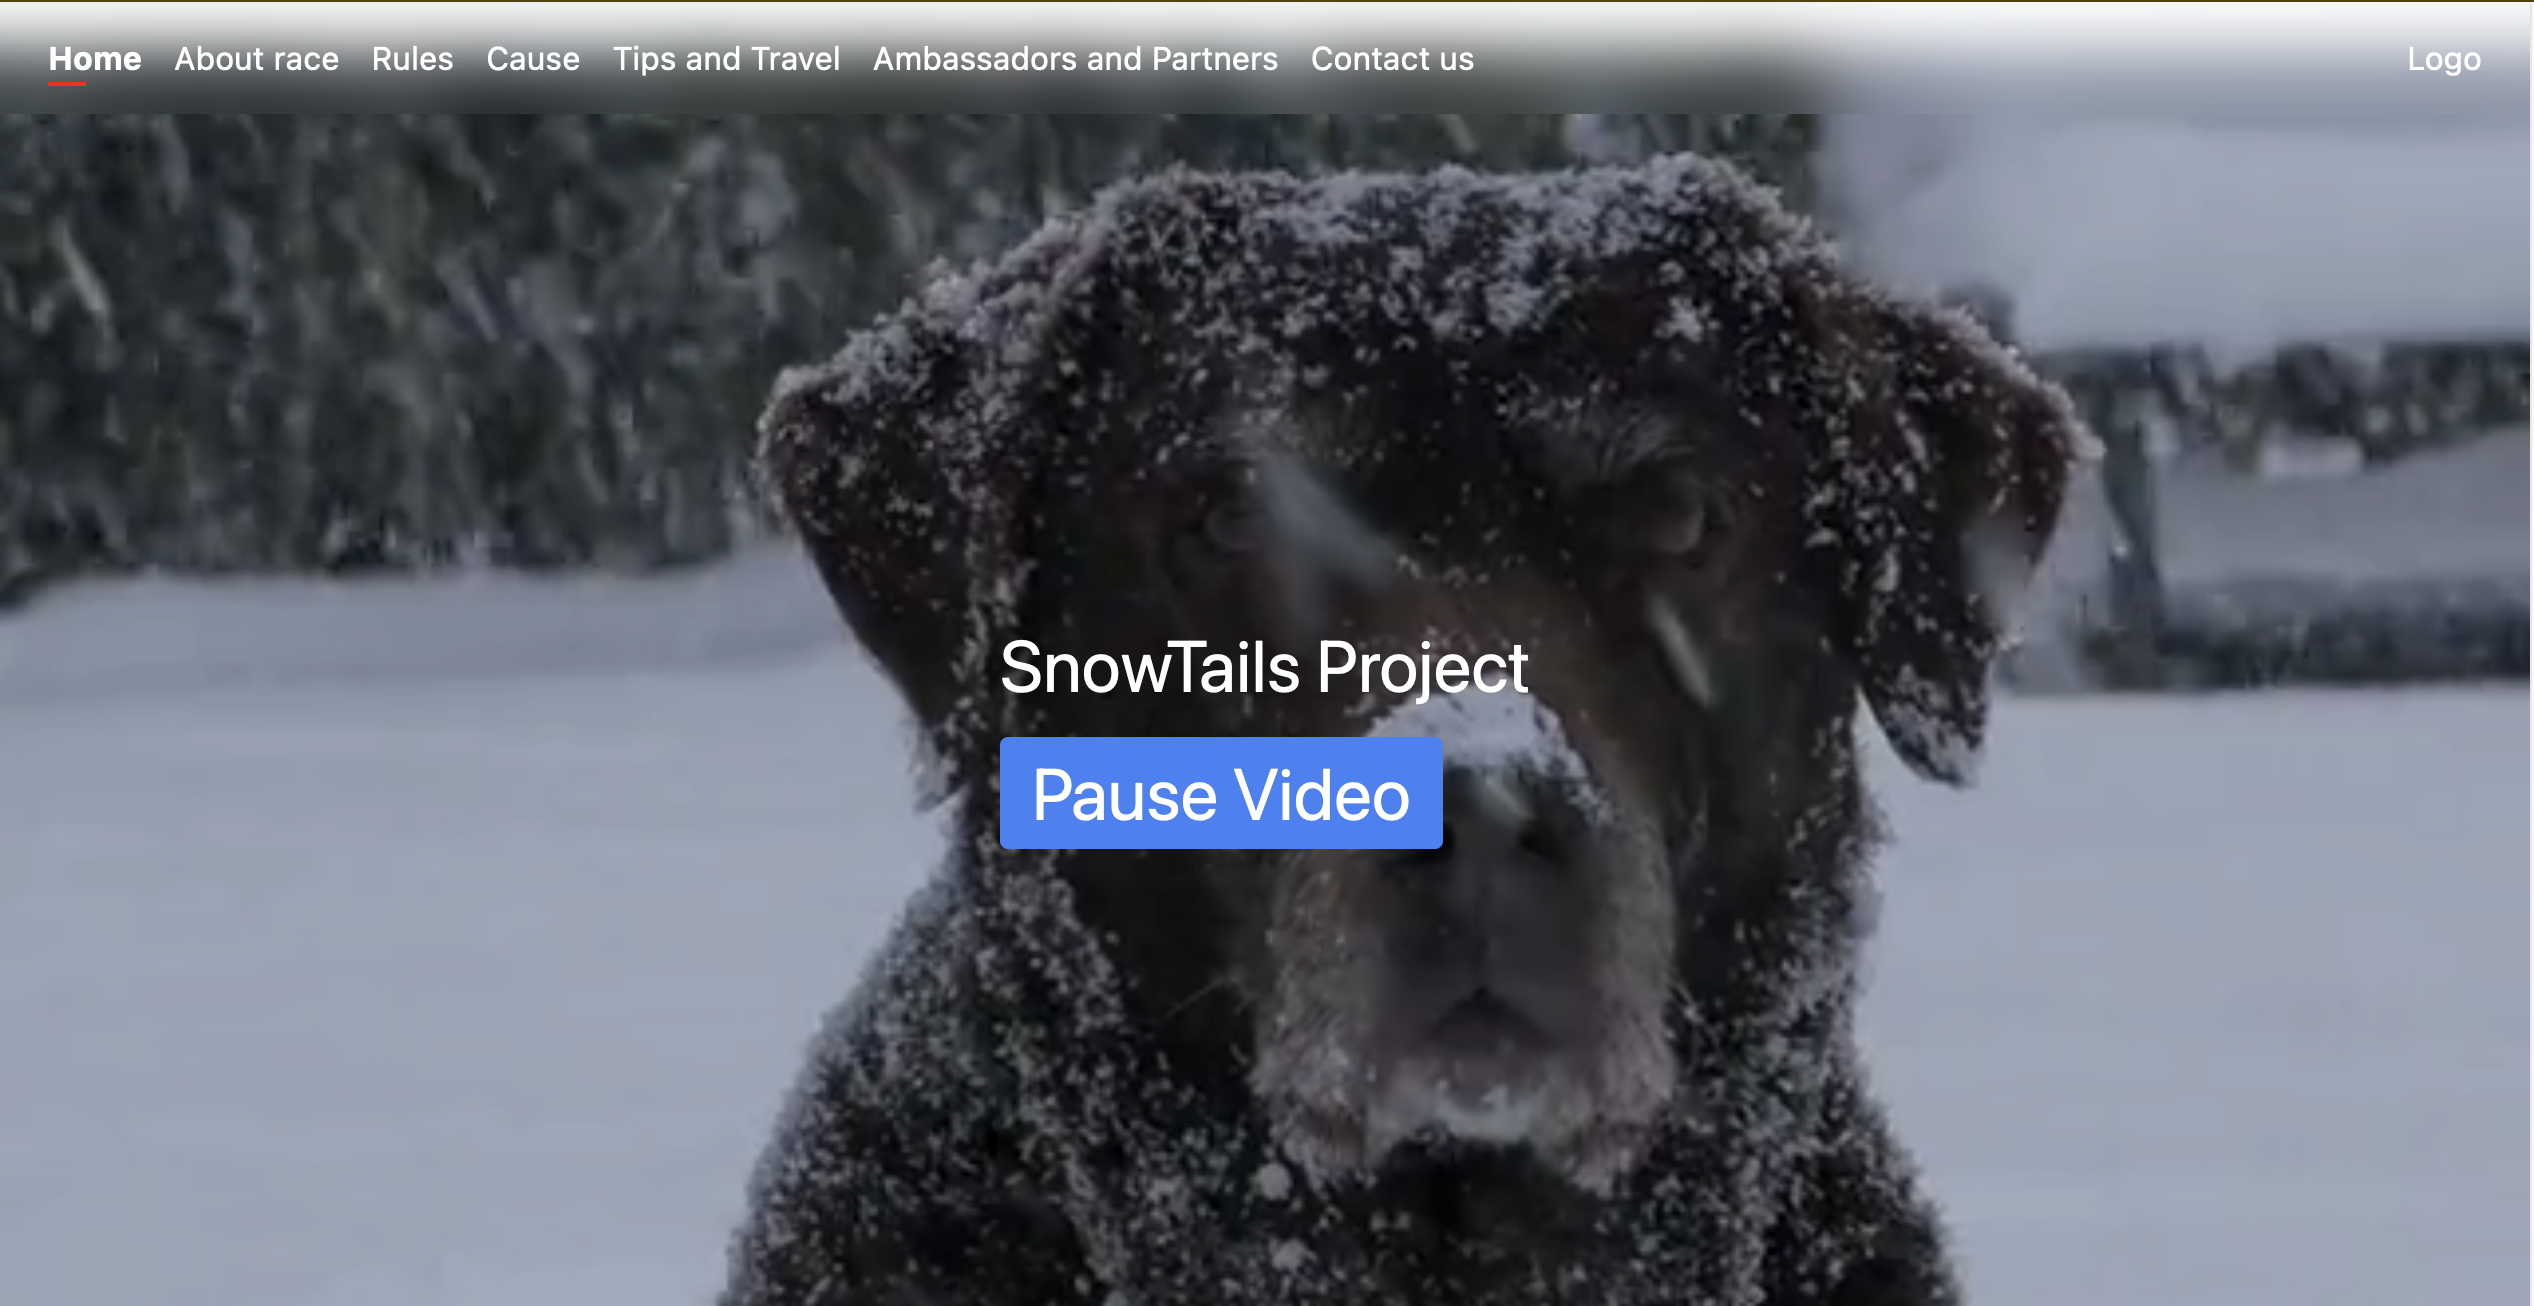 Home About race Rules Cause Tips and Travel Ambassadors and Partners Contact us Logo
SnowTails Project
Pause Video